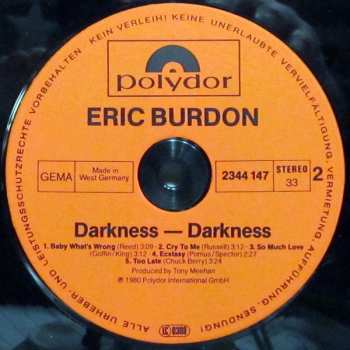 KEIN VERLEIH! KEINE UNERLAUBTE VERVIELFÄLTIGUNG, VERMIETUNG, AUFFÜHRUNG, SENDUNG! ALLE URHEBER- UND LEISTUNGSSCHUTZRECHTE VORBEHALTEN
polydor
ERIC BURDON
GEMA Made in West Germany
2344 147 STEREO 33 2
Darkness — Darkness
1. Baby What's Wrong (Reed) 3:09 · 2. Cry To Me (Russell) 3:12 · 3. So Much Love
(Goffin/King) 3:12 · 4. Ecstasy (Pomus/Spector) 2:27
5. Too Late (Chuck Berry) 3:24
Produced by Tony Meehan
℗ 1980 Polydor International GmbH
LC 0309